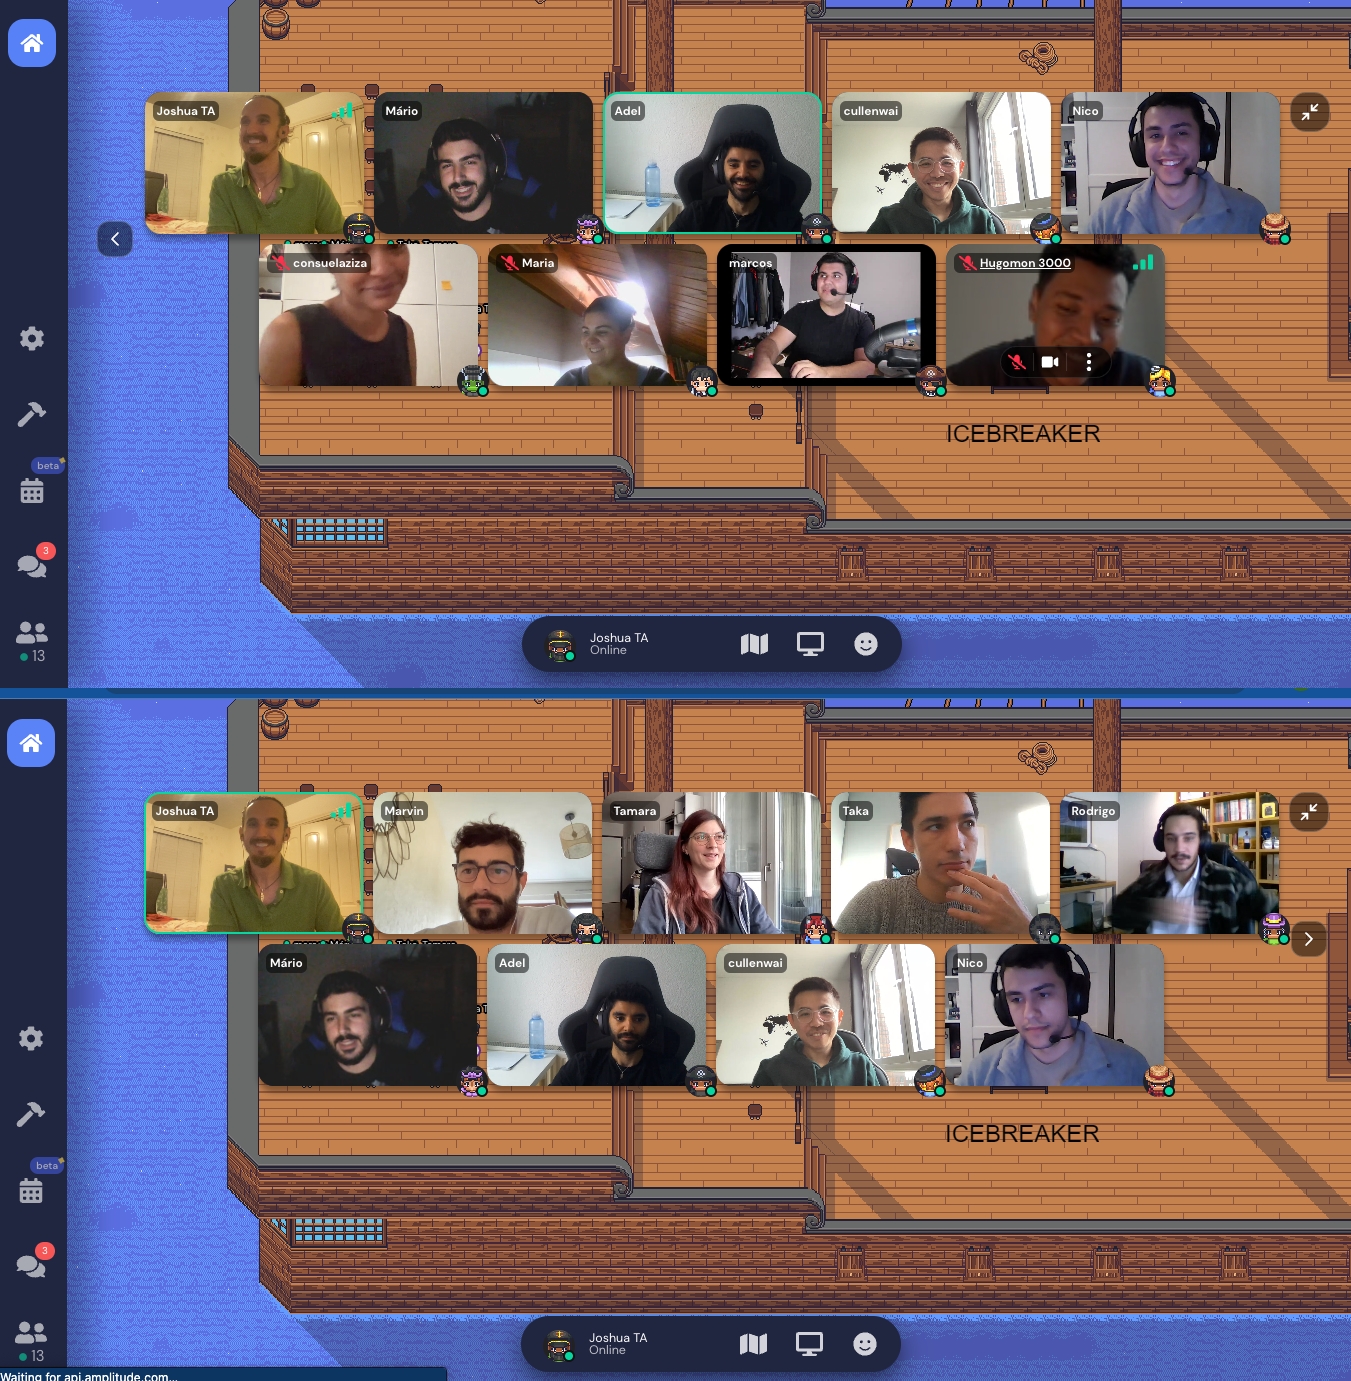 Joshua TA
Mário
Adel
cullenwai
Nico
consuelaziza
Maria
marcos
Hugomon 3000
ICEBREAKER
beta
3
13
Joshua TA
Online
Joshua TA
Marvin
Tamara
Taka
Rodrigo
Mário
Adel
cullenwai
Nico
ICEBREAKER
beta
3
13
Joshua TA
Online
Waiting for api.amplitude.com...